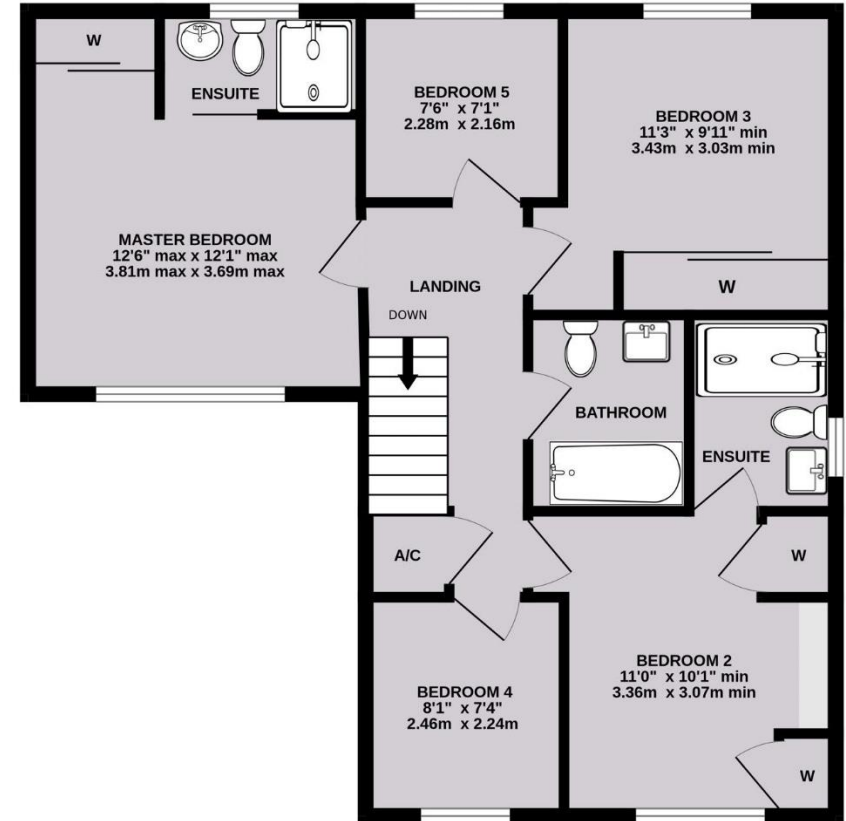 W
ENSUITE
BEDROOM 5
7'6" x 7'1"
2.28m x 2.16m
BEDROOM 3
11'3" x 9'11" min
3.43m x 3.03m min
MASTER BEDROOM
12'6" max x 12'1" max
3.81m max x 3.69m max
LANDING
DOWN
W
BATHROOM
ENSUITE
A/C
W
BEDROOM 4
8'1" x 7'4"
2.46m x 2.24m
BEDROOM 2
11'0" x 10'1" min
3.36m x 3.07m min
W